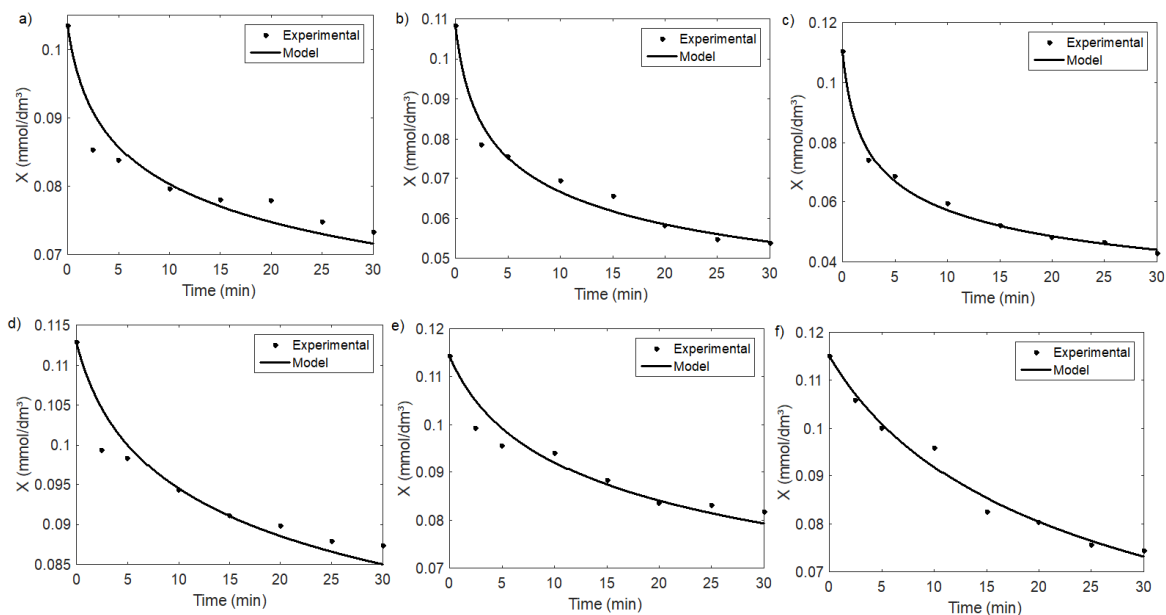 a)
0.1
0.09
0.08
0.07
X (mmol/dm³)
Experimental
Model
0 5 10 15 20 25 30
Time (min)
b)
0.11
0.1
0.09
0.08
0.07
0.06
0.05
X (mmol/dm³)
Experimental
Model
0 5 10 15 20 25 30
Time (min)
c)
0.12
0.1
0.08
0.06
0.04
X (mmol/dm³)
Experimental
Model
0 5 10 15 20 25 30
Time (min)
d)
0.115
0.11
0.105
0.1
0.095
0.09
0.085
X (mmol/dm³)
Experimental
Model
0 5 10 15 20 25 30
Time (min)
e)
0.12
0.11
0.1
0.09
0.08
0.07
X (mmol/dm³)
Experimental
Model
0 5 10 15 20 25 30
Time (min)
f)
0.12
0.11
0.1
0.09
0.08
0.07
X (mmol/dm³)
Experimental
Model
0 5 10 15 20 25 30
Time (min)